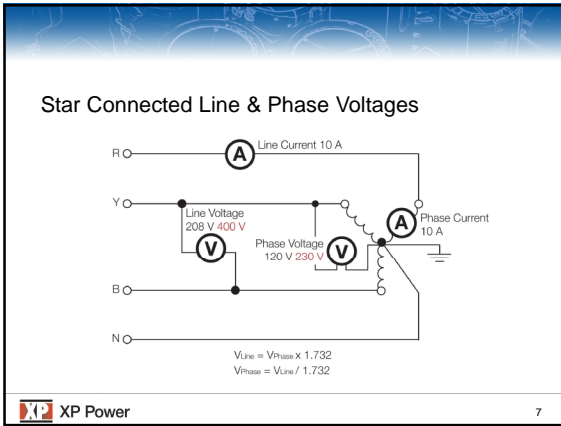 Star Connected Line & Phase Voltages
R
A
Line Current 10 A
Y
Line Voltage
208 V 400 V
V
Phase Voltage
120 V 230 V
V
A
Phase Current
10 A
B
N
VLine = VPhase x 1.732
VPhase = VLine / 1.732
XP XP Power
7